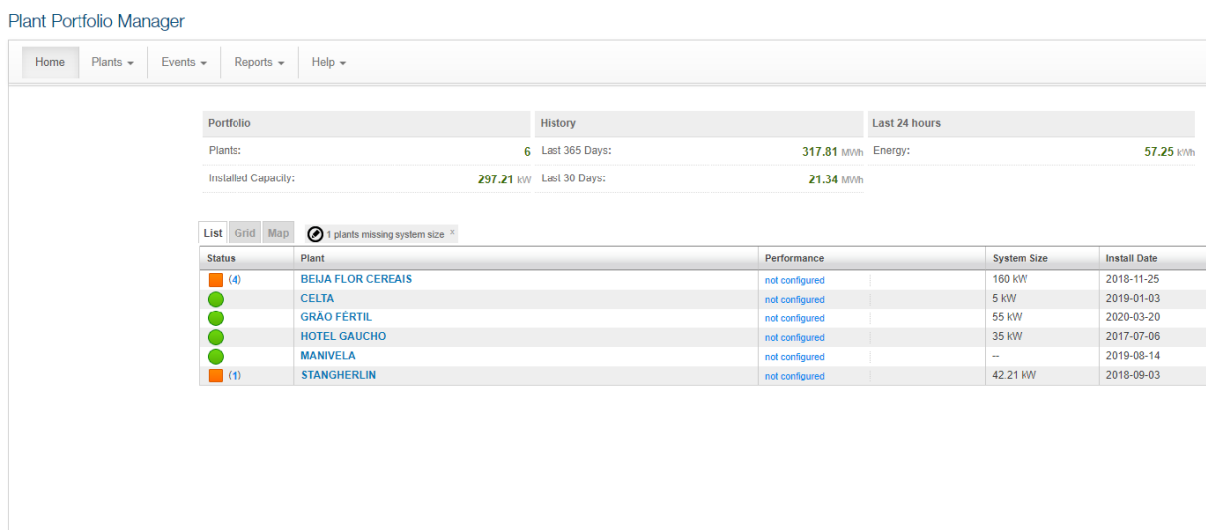 Plant Portfolio Manager
Home Plants Events Reports Help
Portfolio History Last 24 hours
Plants: 6 Last 365 Days: 317.81 MWh Energy: 57.25 kWh
Installed Capacity: 297.21 kW Last 30 Days: 21.34 MWh
List Grid Map 1 plants missing system size x
Status Plant Performance System Size Install Date
(4) BEIJA FLOR CEREAIS not configured 160 kW 2018-11-25
CELTA not configured 5 kW 2019-01-03
GRÃO FÉRTIL not configured 55 kW 2020-03-20
HOTEL GAUCHO not configured 35 kW 2017-07-06
MANIVELA not configured -- 2019-08-14
(1) STANGHERLIN not configured 42.21 kW 2018-09-03